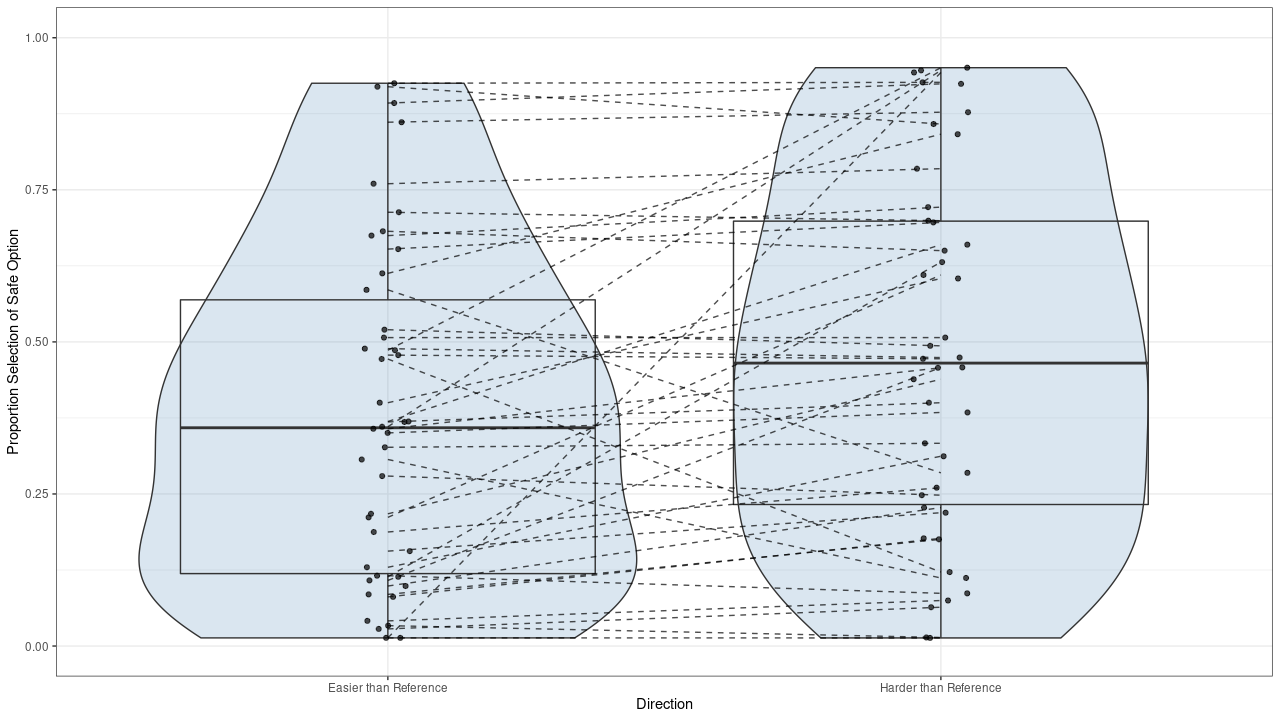 1.00
0.75
0.50
0.25
0.00
Proportion Selection of Safe Option
Easier than Reference
Harder than Reference
Direction